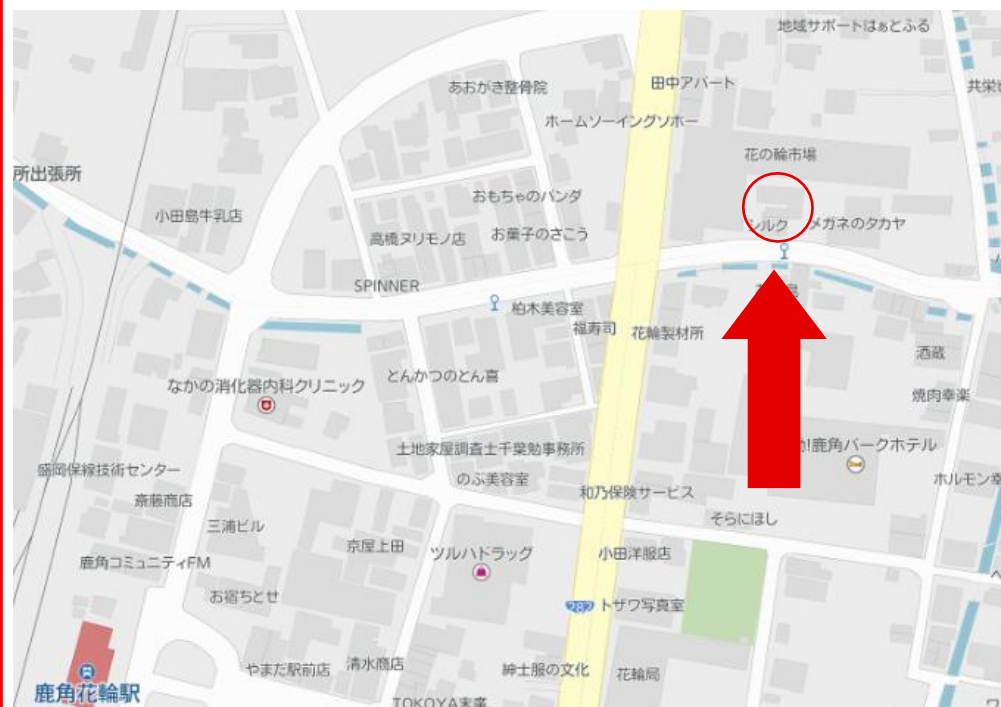 地域サポートはぁとふる
あおがき整骨院
田中アパート
共栄
ホームソーイングソホー
花の輪市場
所出張所
おもちゃのパンダ
小田島牛乳店
高橋ヌリモノ店
お菓子のさこう
シルク
メガネのタカヤ
SPINNER
柏木美容室
福寿司
花輪製材所
酒蔵
なかの消化器内科クリニック
とんかつのとん喜
焼肉幸楽
土地家屋調査士千葉勉事務所
!鹿角パークホテル
盛岡保線技術センター
のぶ美容室
和乃保険サービス
ホルモン幸
斎藤商店
そらにほし
三浦ビル
京屋上田
ツルハドラッグ
小田洋服店
鹿角コミュニティFM
お宿ちとせ
282
トザワ写真室
やまだ駅前店
清水商店
紳士服の文化
花輪局
鹿角花輪駅
TOKOYA末廣